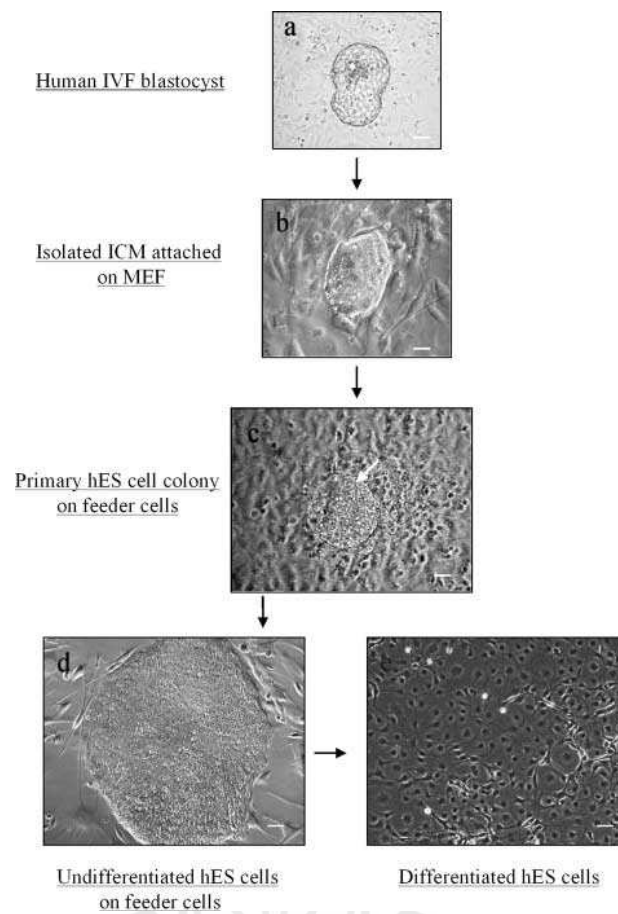 a
Human IVF blastocyst
b
Isolated ICM attached
on MEF
c
Primary hES cell colony
on feeder cells
d
Undifferentiated hES cells
on feeder cells
Differentiated hES cells